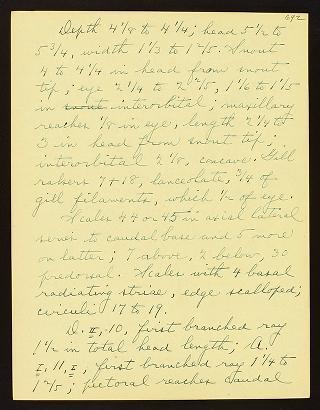 692
Depth 4 1/8 to 4 1/4; head 5 1/2 to
5 3/4, width 1 1/3 to 1 2/5. Snout
4 to 4 1/4 in head from snout
tip; eye 2 1/4 to 2 2/5, 1 1/6 to 1 1/5
in interorbital; maxillary
reaches 1/8 in eye, length 2 1/4 to
3 in head from snout tip;
interorbital 2 1/8, concave. Gill
rakers 7+18, lanceolate, 3/4 of
gill filaments, which 1/2 of eye.
Scales 44 or 45 in axial lateral
series to caudal base and 5 more
on latter; 7 above, 2 below, 30
predorsal. Scales with 4 basal
radiating striae, edge scalloped;
circuli 17 to 19.
D. II, 10, first branched ray
1 1/2 in total head length; A.
I, 11, I, first branched ray 1 1/4 to
1 2/5; pectoral reaches caudal